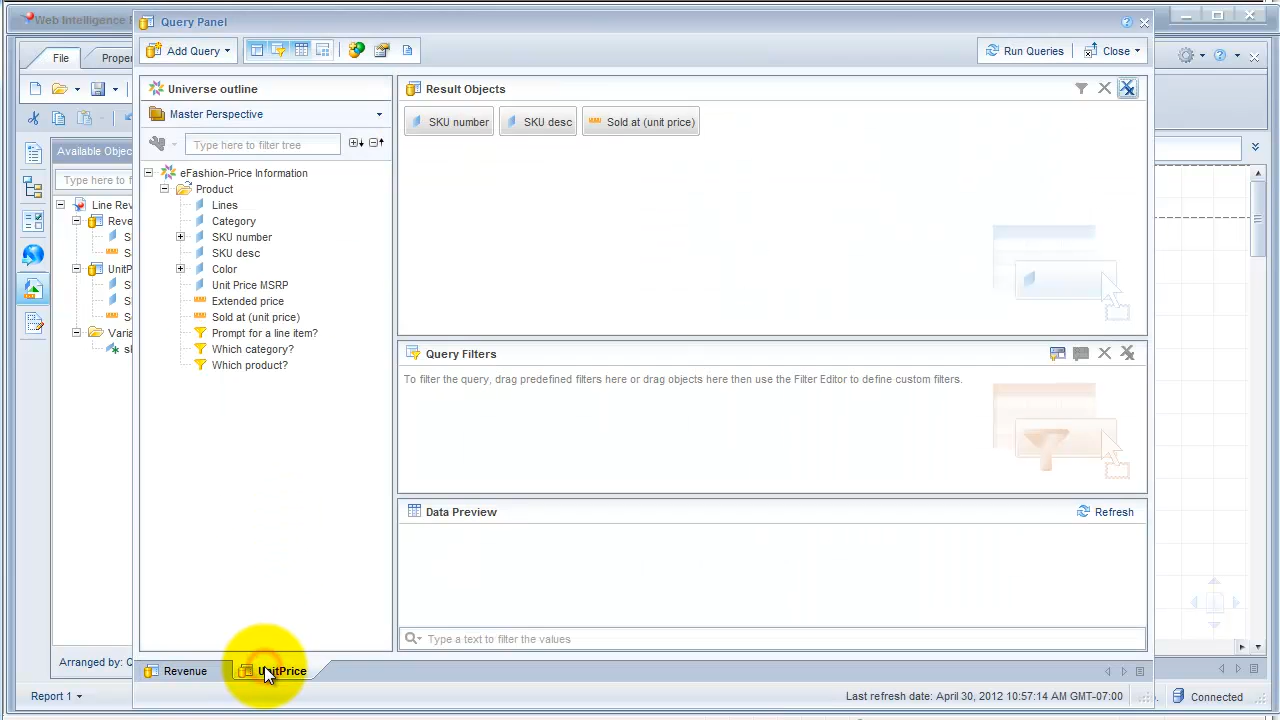 Web Intelligence
Query Panel
File
Proper
Add Query
Run Queries
Close
Universe outline
Master Perspective
Type here to filter tree
eFashion-Price Information
Product
Lines
Category
SKU number
SKU desc
Color
Unit Price MSRP
Extended price
Sold at (unit price)
Prompt for a line item?
Which category?
Which product?
Result Objects
SKU number
SKU desc
Sold at (unit price)
Query Filters
To filter the query, drag predefined filters here or drag objects here then use the Filter Editor to define custom filters.
Data Preview
Refresh
Type a text to filter the values
Available Objec
Type here to f
Line Rev
Reve
S
S
UnitP
S
S
S
Varia
sk
Arranged by: Q
Revenue
UnitPrice
Last refresh date: April 30, 2012 10:57:14 AM GMT-07:00
Report 1
Connected